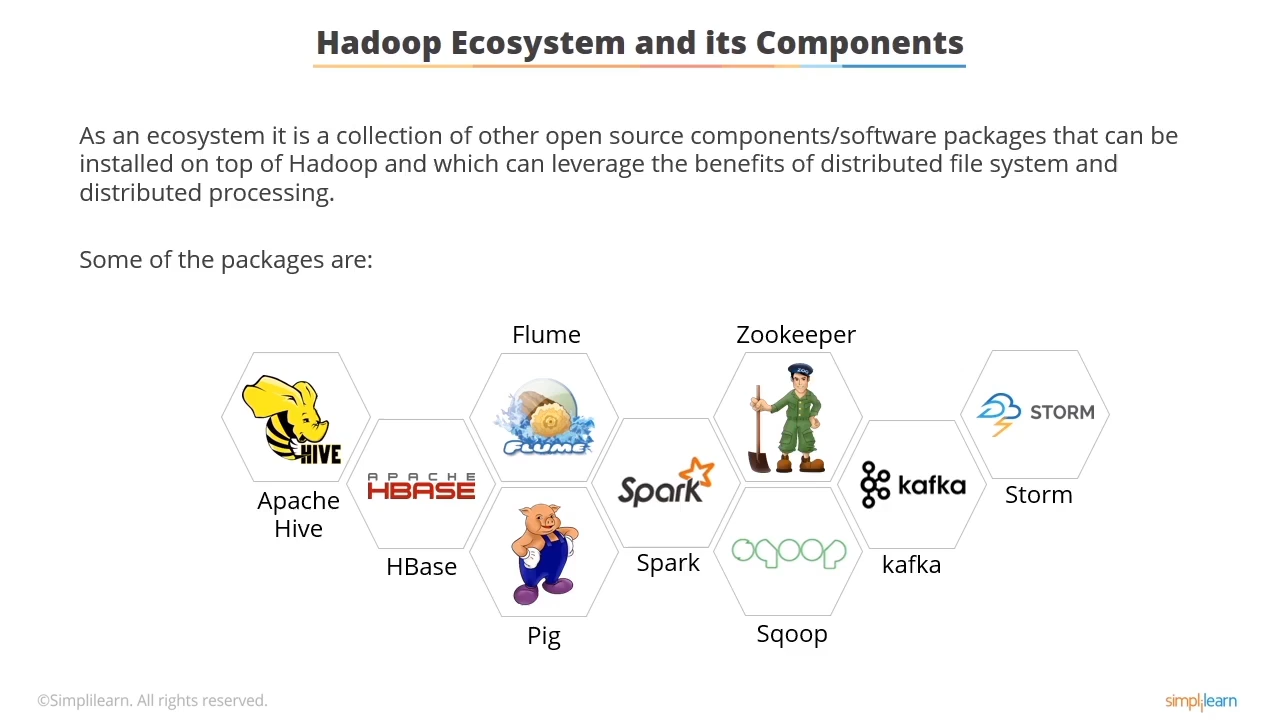 Hadoop Ecosystem and its Components
As an ecosystem it is a collection of other open source components/software packages that can be
installed on top of Hadoop and which can leverage the benefits of distributed file system and
distributed processing.
Some of the packages are:
Flume
Zookeeper
ZOO
HIVE
FLUME
STORM
APACHE
HBASE
Spark
kafka
Apache
Hive
Storm
sqoop
HBase
Spark
kafka
Pig
Sqoop
©Simplilearn. All rights reserved.
simplilearn